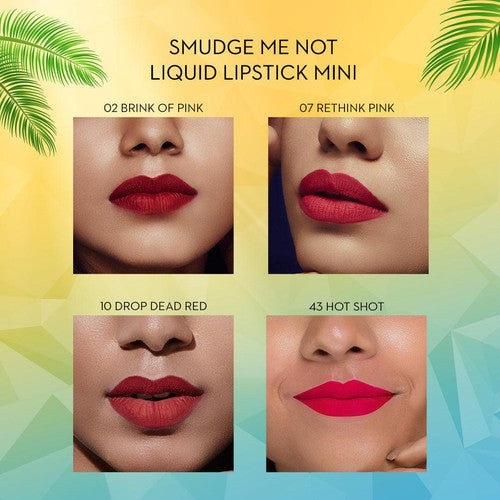 SMUDGE ME NOT
LIQUID LIPSTICK MINI
02 BRINK OF PINK
07 RETHINK PINK
10 DROP DEAD RED
43 HOT SHOT